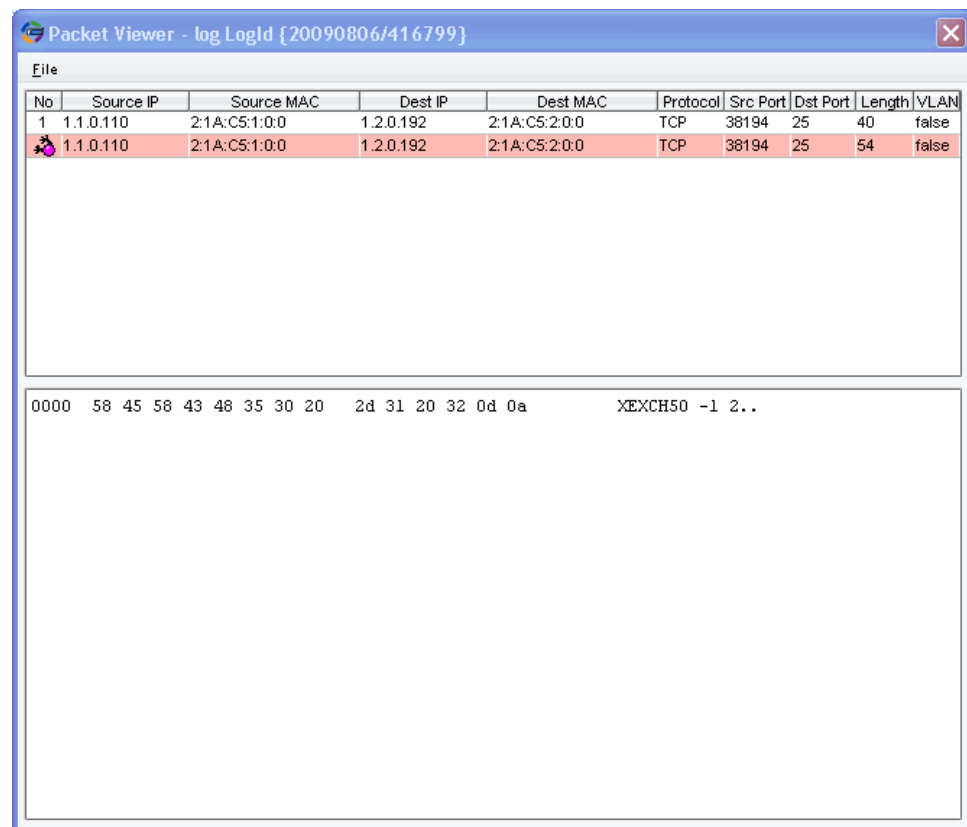 Packet Viewer - log LogId {20090806/416799}
File
No Source IP Source MAC Dest IP Dest MAC Protocol Src Port Dst Port Length VLAN
1 1.1.0.110 2:1A:C5:1:0:0 1.2.0.192 2:1A:C5:2:0:0 TCP 38194 25 40 false
1.1.0.110 2:1A:C5:1:0:0 1.2.0.192 2:1A:C5:2:0:0 TCP 38194 25 54 false
0000 58 45 58 43 48 35 30 20 2d 31 20 32 0d 0a XEXCH50 -1 2..